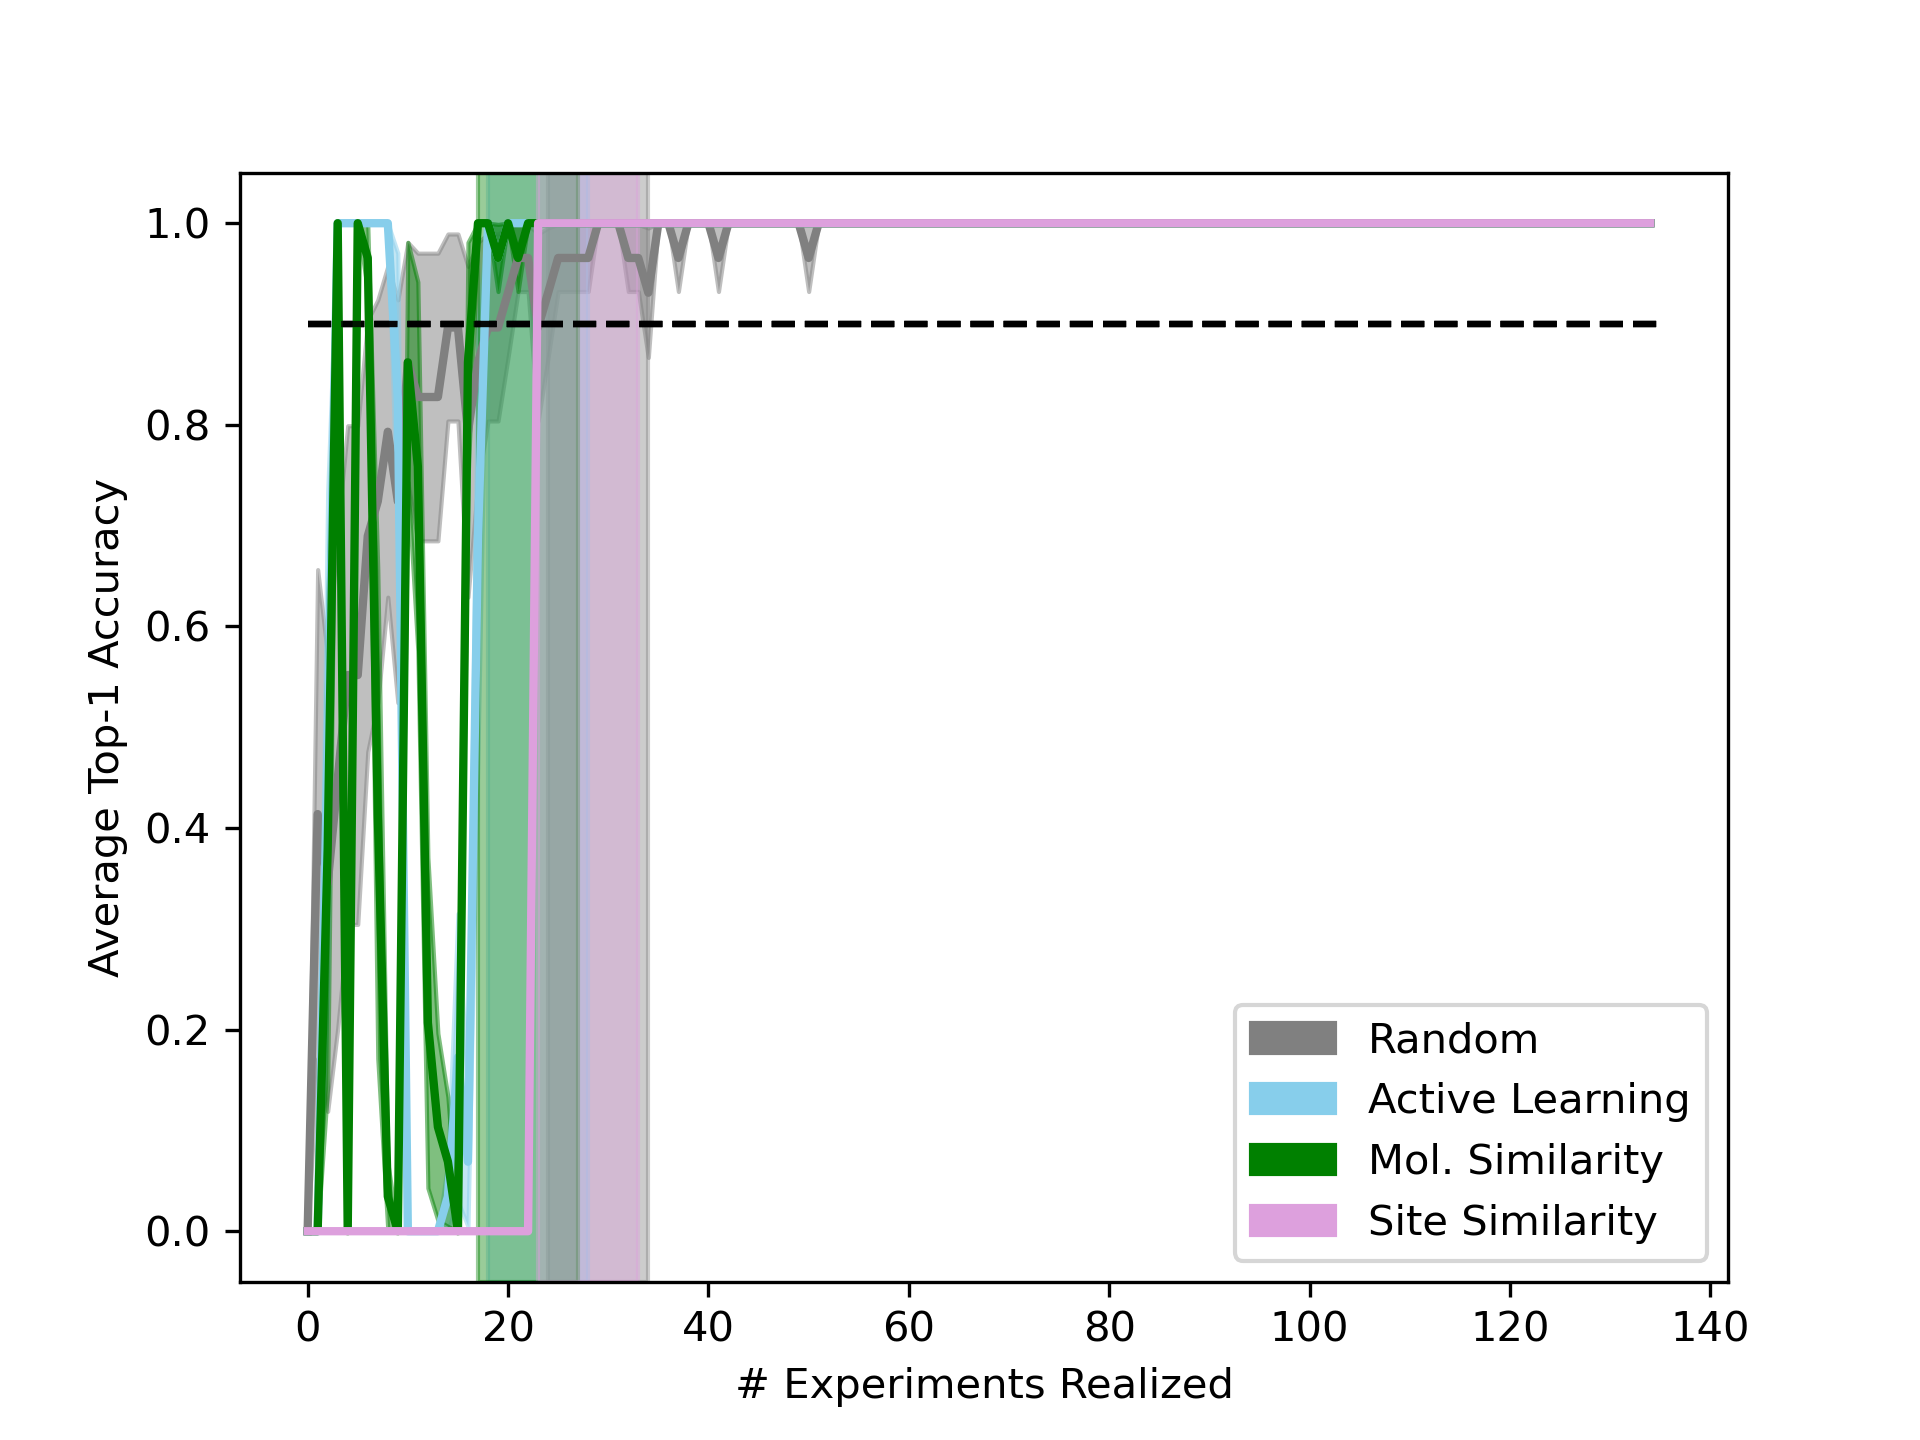 1.0
0.8
0.6
0.4
0.2
0.0
Average Top-1 Accuracy
0 20 40 60 80 100 120 140
# Experiments Realized
Random
Active Learning
Mol. Similarity
Site Similarity